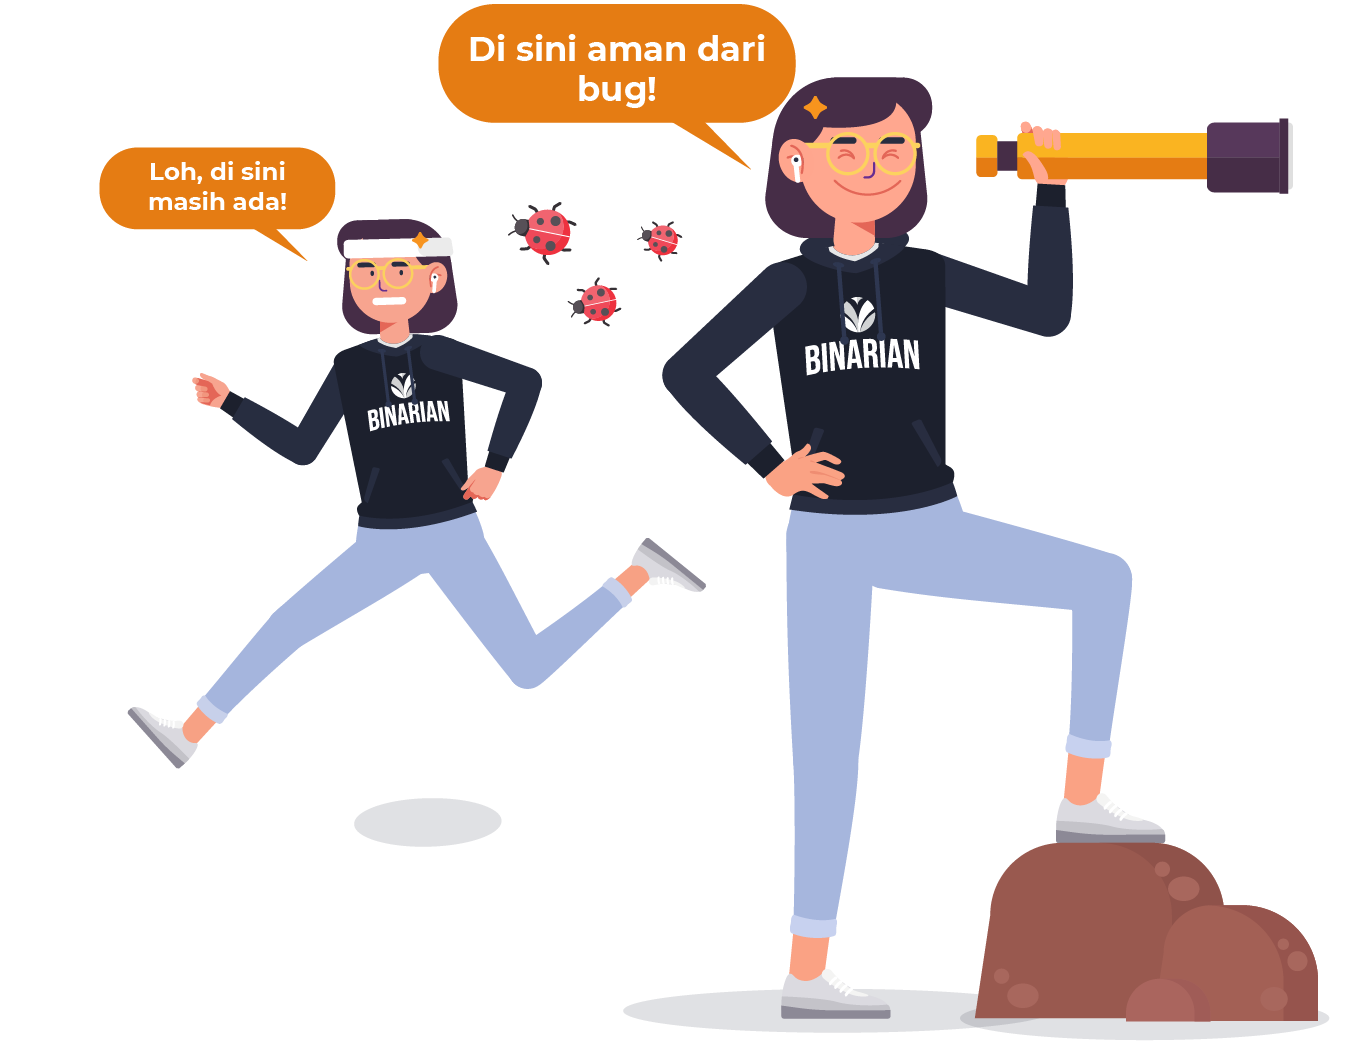 Di sini aman dari
bug!
Loh, di sini
masih ada!
BINARIAN
BINARIAN